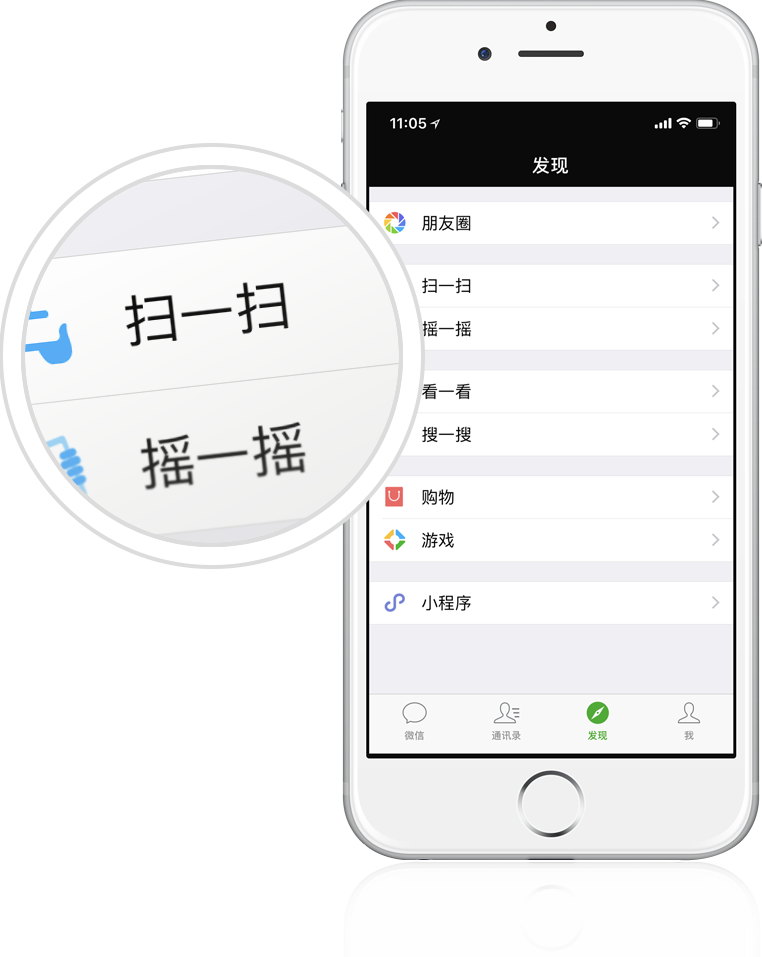 11:05
发现
朋友圈
扫一扫
摇一摇
扫一扫
摇一摇
看一看
搜一搜
购物
游戏
小程序
微信 通讯录 发现 我